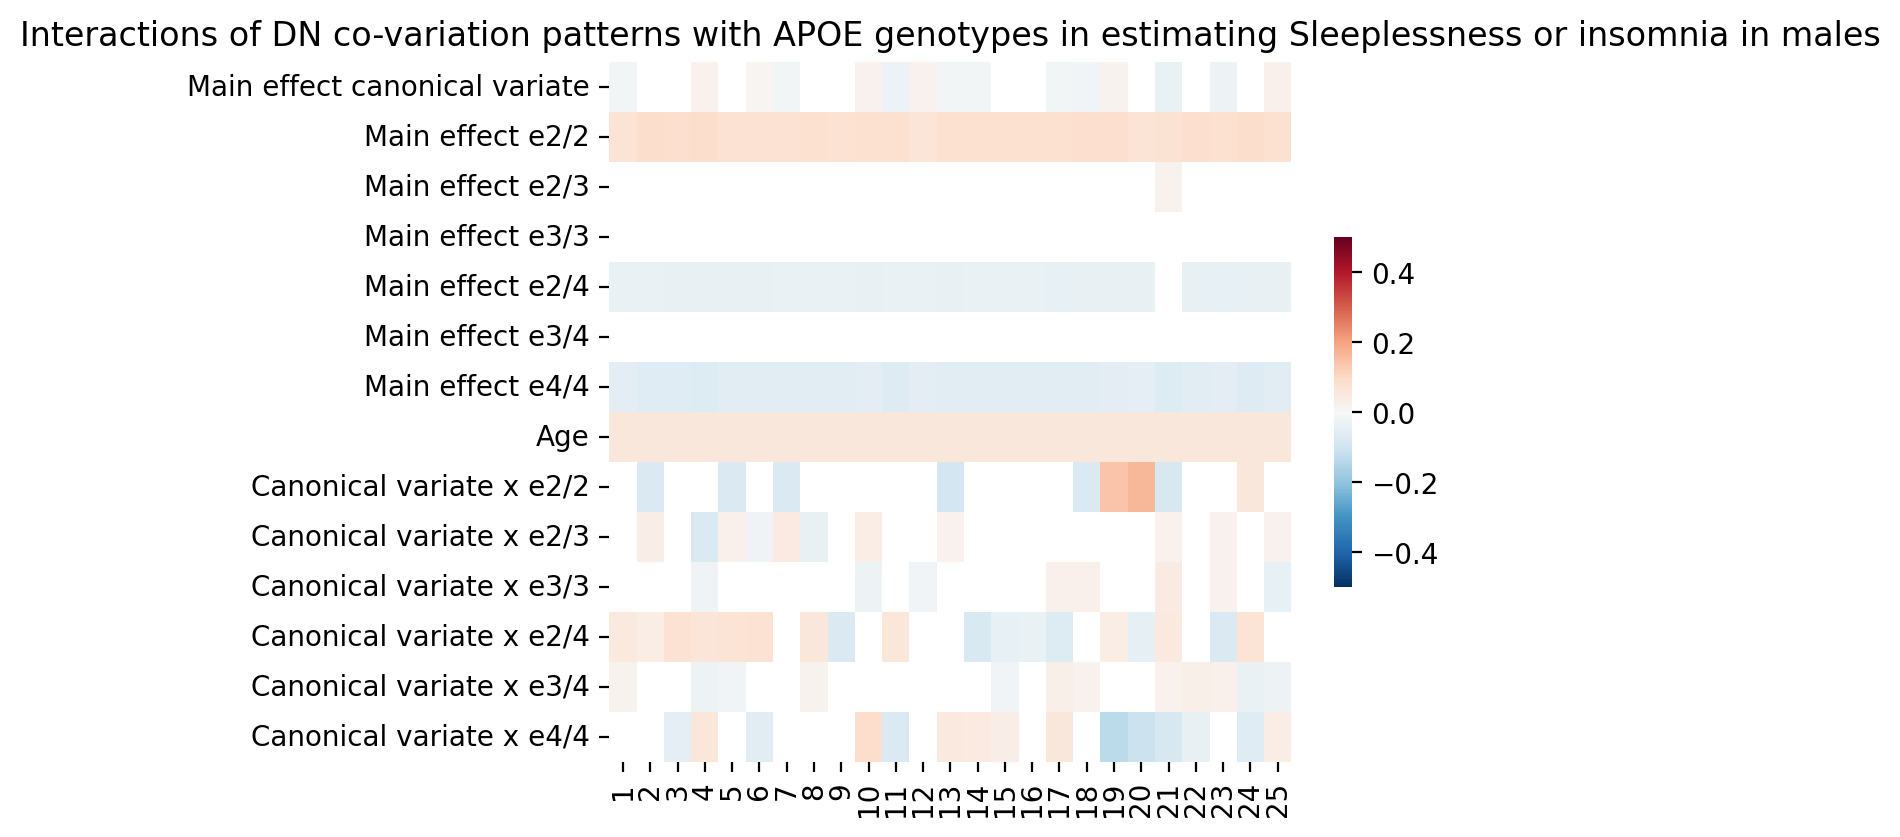 Interactions of DN co-variation patterns with APOE genotypes in estimating Sleeplessness or insomnia in males
Main effect canonical variate
Main effect e2/2
Main effect e2/3
Main effect e3/3
Main effect e2/4
Main effect e3/4
Main effect e4/4
Age
Canonical variate x e2/2
Canonical variate x e2/3
Canonical variate x e3/3
Canonical variate x e2/4
Canonical variate x e3/4
Canonical variate x e4/4
1 2 3 4 5 6 7 8 9 10 11 12 13 14 15 16 17 18 19 20 21 22 23 24 25
0.4
0.2
0.0
−0.2
−0.4